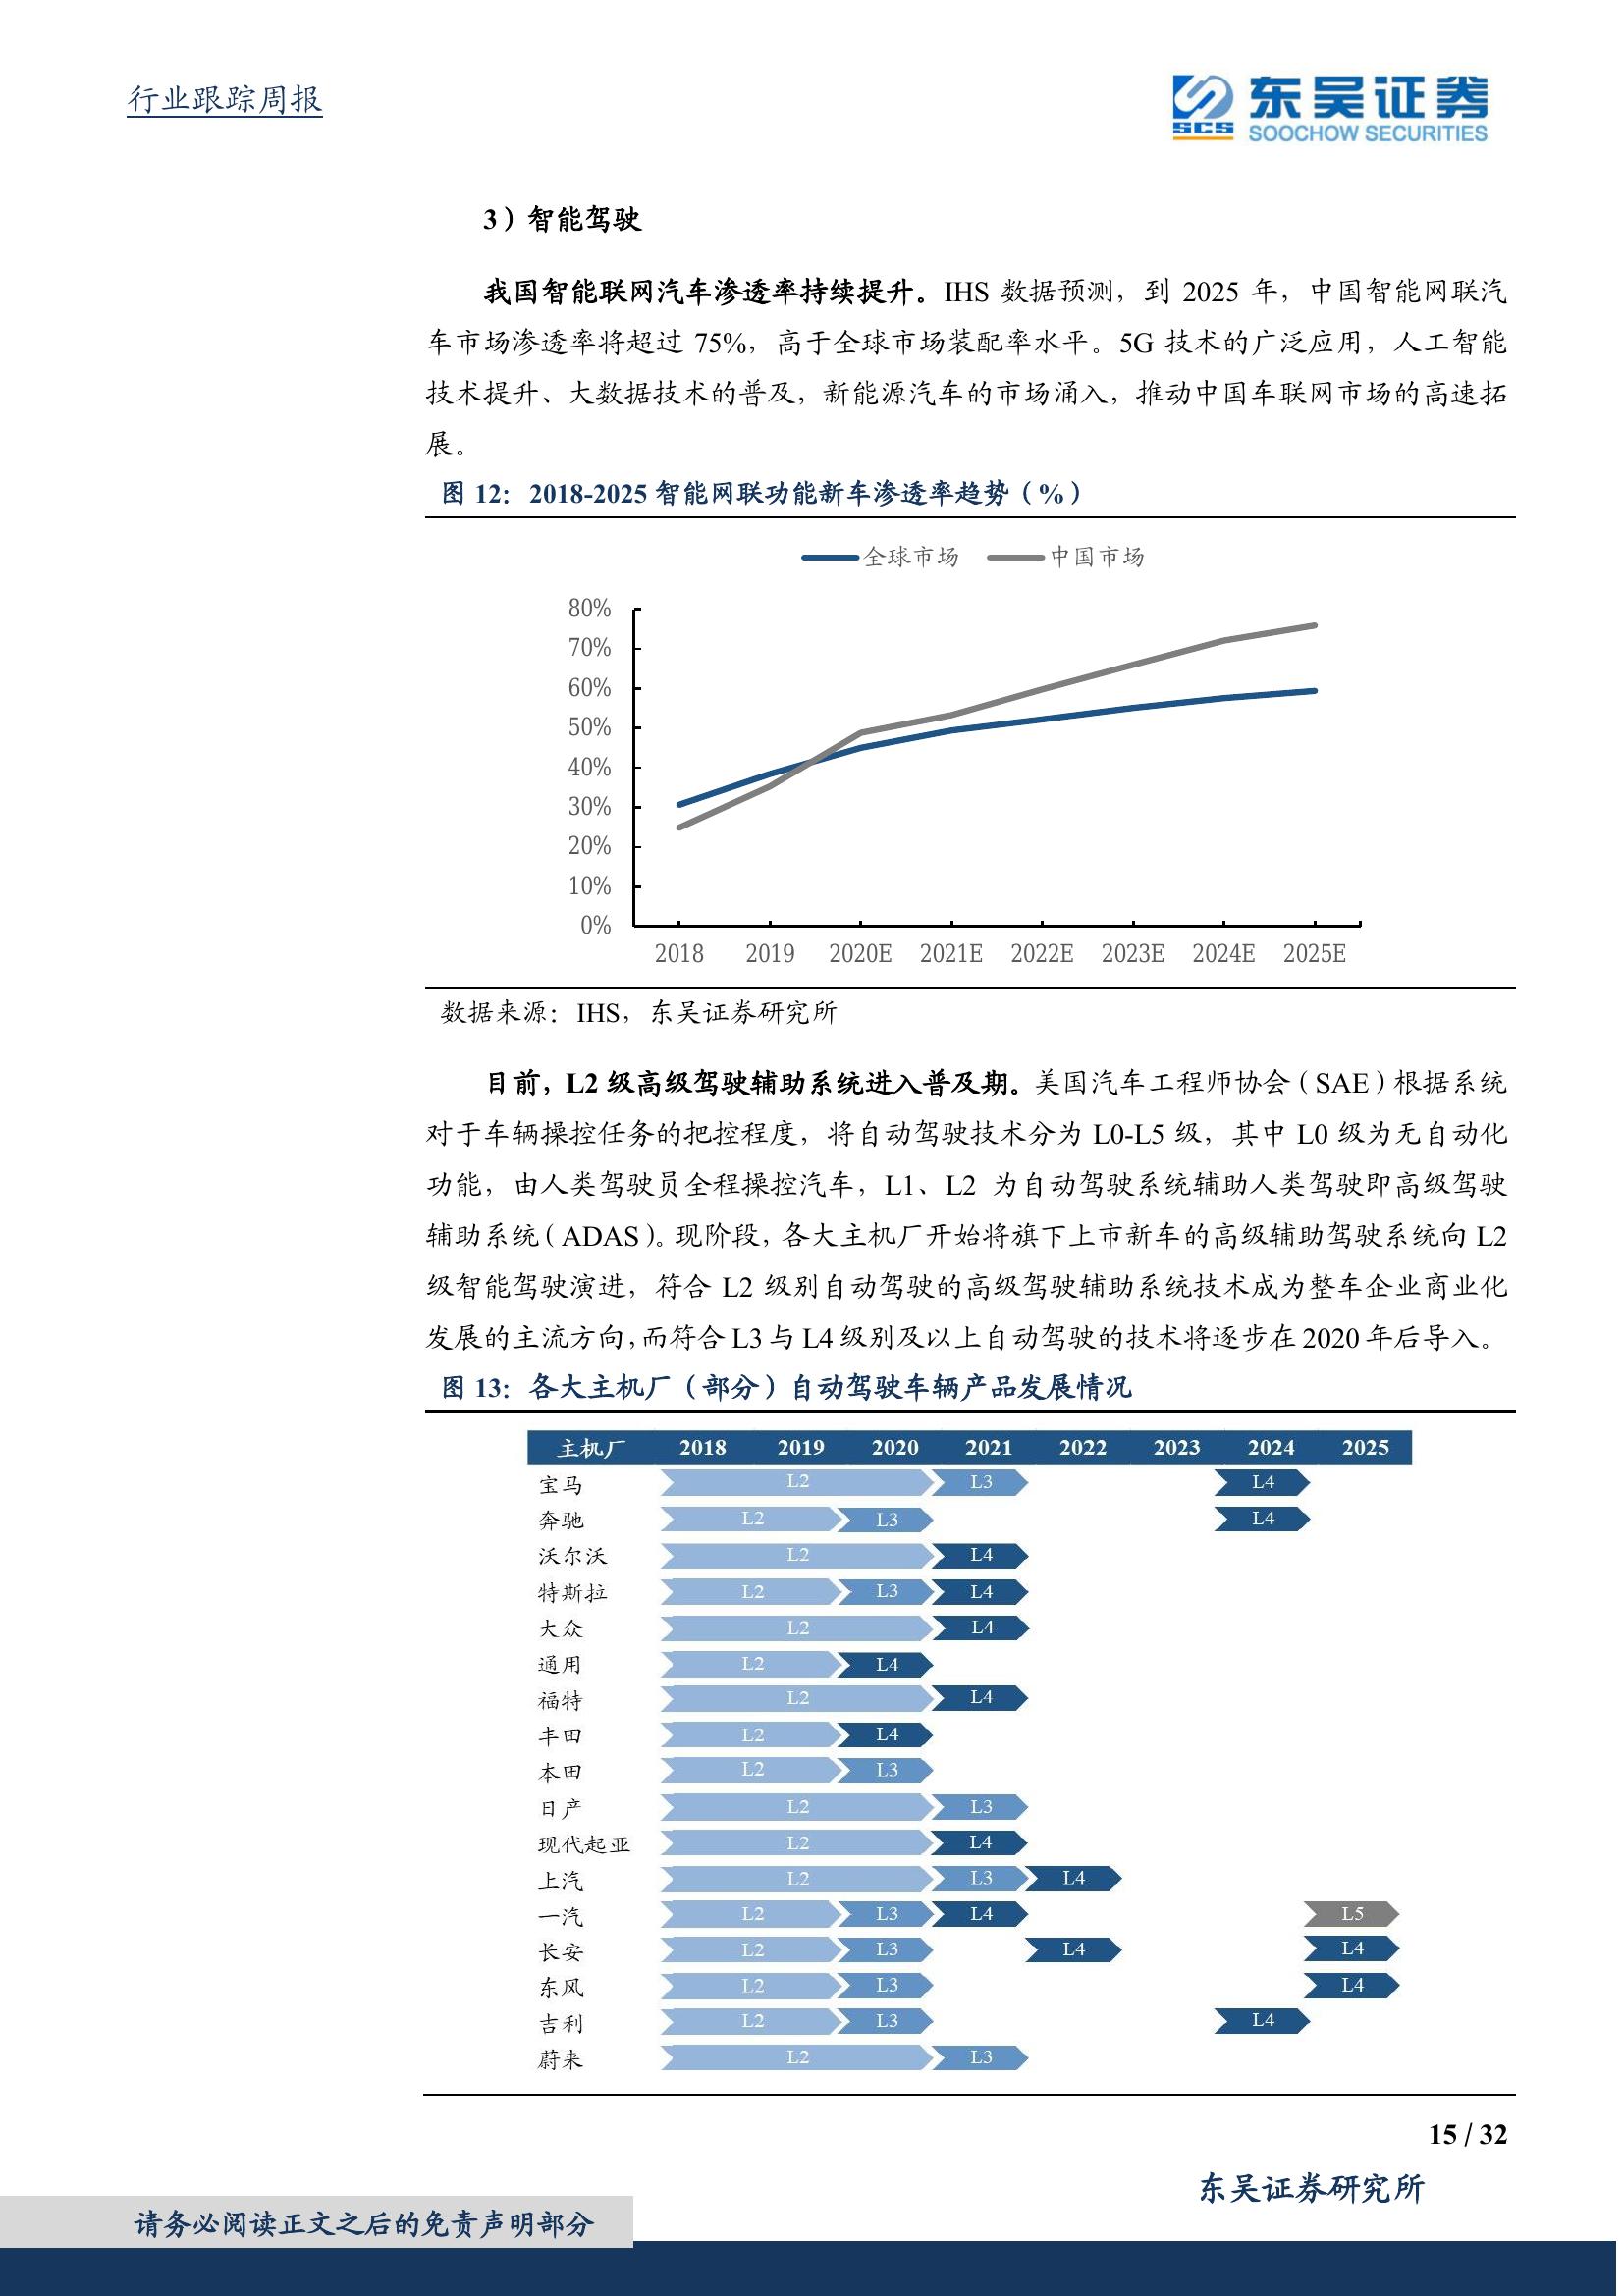 行业跟踪周报
SCS
东吴证券
SOOCHOW SECURITIES
3）智能驾驶
我国智能联网汽车渗透率持续提升。IHS 数据预测，到 2025 年，中国智能网联汽
车市场渗透率将超过 75%，高于全球市场装配率水平。5G 技术的广泛应用，人工智能
技术提升、大数据技术的普及，新能源汽车的市场涌入，推动中国车联网市场的高速拓
展。
图 12：2018-2025 智能网联功能新车渗透率趋势（%）
全球市场 中国市场
80%
70%
60%
50%
40%
30%
20%
10%
0%
2018 2019 2020E 2021E 2022E 2023E 2024E 2025E
数据来源：IHS，东吴证券研究所
目前，L2 级高级驾驶辅助系统进入普及期。美国汽车工程师协会（SAE）根据系统
对于车辆操控任务的把控程度，将自动驾驶技术分为 L0-L5 级，其中 L0 级为无自动化
功能，由人类驾驶员全程操控汽车，L1、L2 为自动驾驶系统辅助人类驾驶即高级驾驶
辅助系统（ADAS）。现阶段，各大主机厂开始将旗下上市新车的高级辅助驾驶系统向 L2
级智能驾驶演进，符合 L2 级别自动驾驶的高级驾驶辅助系统技术成为整车企业商业化
发展的主流方向，而符合 L3 与 L4 级别及以上自动驾驶的技术将逐步在 2020 年后导入。
图 13：各大主机厂（部分）自动驾驶车辆产品发展情况
主机厂 2018 2019 2020 2021 2022 2023 2024 2025
宝马 L2 L3 L4
奔驰 L2 L3 L4
沃尔沃 L2 L4
特斯拉 L2 L3 L4
大众 L2 L4
通用 L2 L4
福特 L2 L4
丰田 L2 L4
本田 L2 L3
日产 L2 L3
现代起亚 L2 L4
上汽 L2 L3 L4
一汽 L2 L3 L4 L5
长安 L2 L3 L4 L4
东风 L2 L3 L4
吉利 L2 L3 L4
蔚来 L2 L3
15 / 32
东吴证券研究所
请务必阅读正文之后的免责声明部分